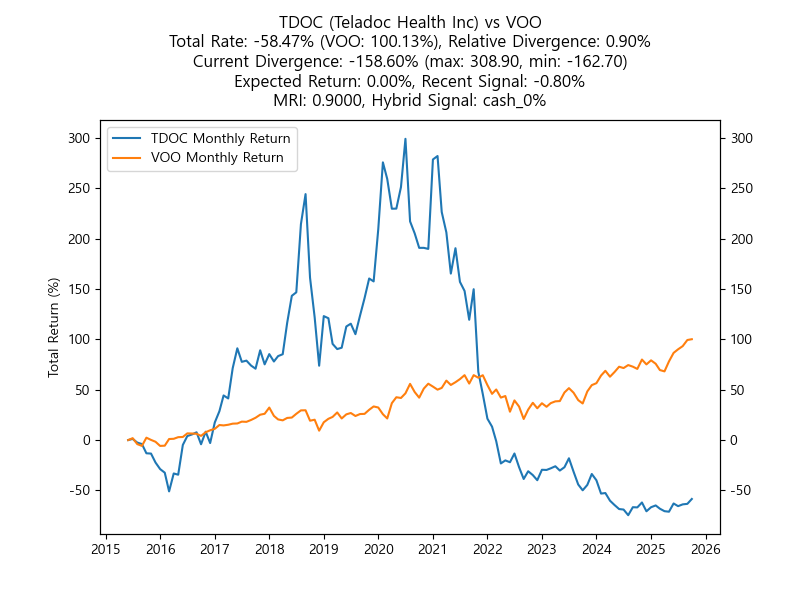 TDOC (Teladoc Health Inc) vs VOO
Total Rate: -58.47% (VOO: 100.13%), Relative Divergence: 0.90%
Current Divergence: -158.60% (max: 308.90, min: -162.70)
Expected Return: 0.00%, Recent Signal: -0.80%
MRI: 0.9000, Hybrid Signal: cash_0%
TDOC Monthly Return
VOO Monthly Return
Total Return (%)
300
250
200
150
100
50
0
-50
300
250
200
150
100
50
0
-50
2015 2016 2017 2018 2019 2020 2021 2022 2023 2024 2025 2026